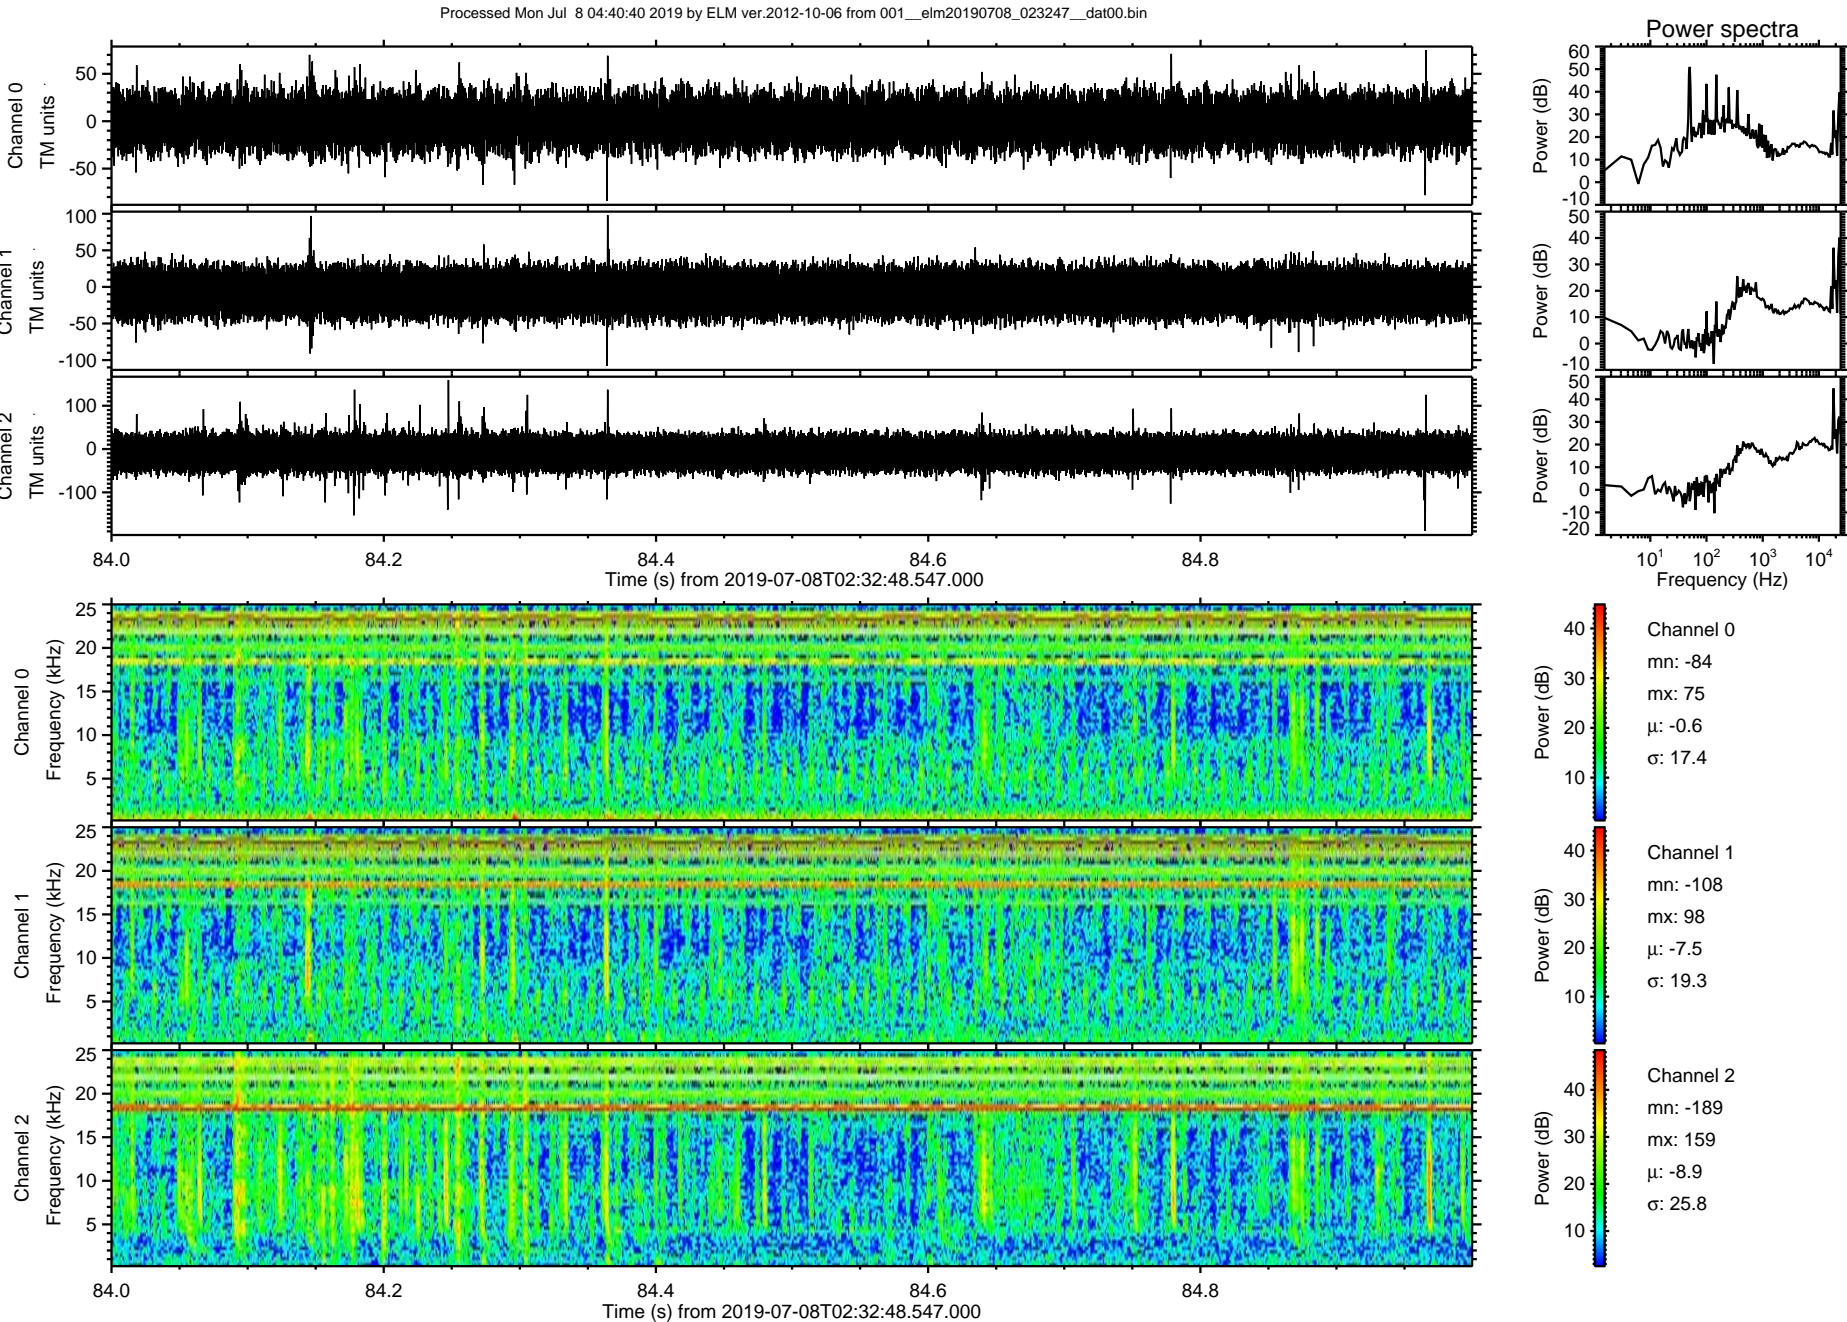 Processed Mon Jul  8 04:40:40 2019 by ELM ver.2012-10-06 from 001__elm20190708_023247__dat00.bin
Power spectra
Channel 0
TM units
50
0
-50
Power (dB)
60
50
40
30
20
10
0
-10
Channel 1
TM units
100
50
0
-50
-100
Power (dB)
50
40
30
20
10
0
-10
Channel 2
TM units
100
0
-100
Power (dB)
50
40
30
20
10
0
-10
-20
84.0 84.2 84.4 84.6 84.8
Time (s) from 2019-07-08T02:32:48.547.000
10^1 10^2 10^3 10^4
Frequency (Hz)
Channel 0
Frequency (kHz)
25
20
15
10
5
Power (dB)
40
30
20
10
Channel 0
mn: -84
mx: 75
μ: -0.6
σ: 17.4
Channel 1
Frequency (kHz)
25
20
15
10
5
Power (dB)
40
30
20
10
Channel 1
mn: -108
mx: 98
μ: -7.5
σ: 19.3
Channel 2
Frequency (kHz)
25
20
15
10
5
Power (dB)
40
30
20
10
Channel 2
mn: -189
mx: 159
μ: -8.9
σ: 25.8
84.0 84.2 84.4 84.6 84.8
Time (s) from 2019-07-08T02:32:48.547.000